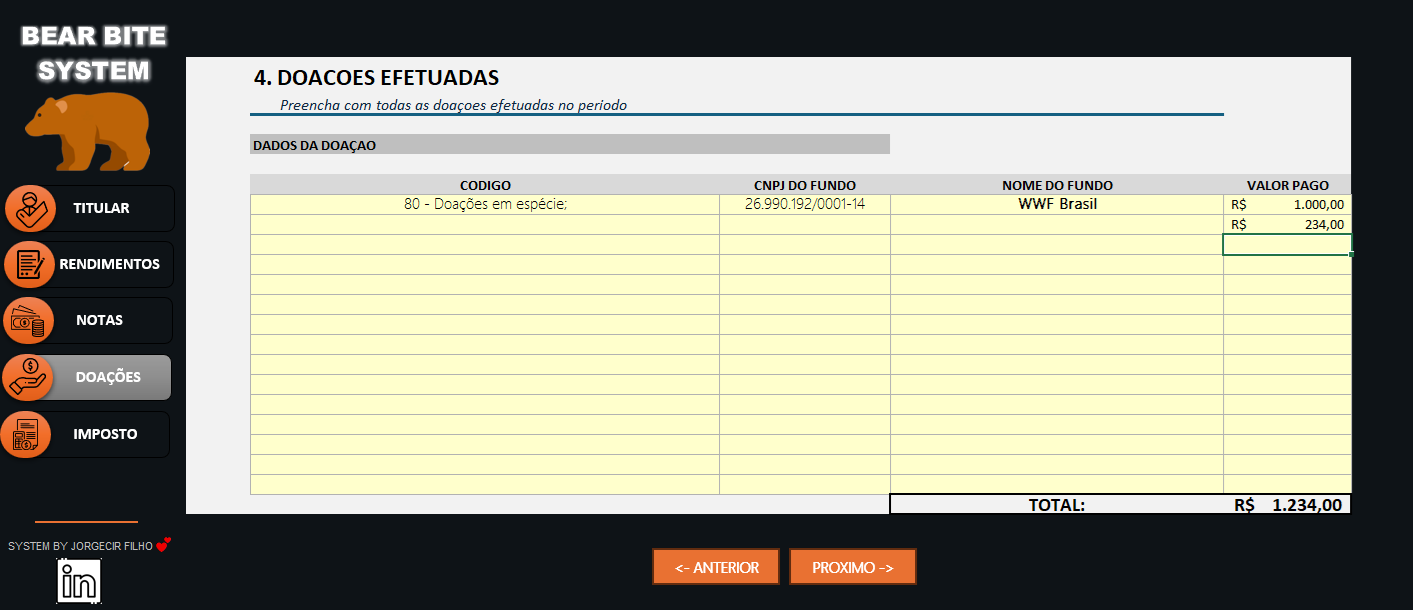 BEAR BITE
SYSTEM
TITULAR
RENDIMENTOS
NOTAS
DOAÇÕES
IMPOSTO
SYSTEM BY JORGECIR FILHO
in
4. DOACOES EFETUADAS
Preencha com todas as doaçoes efetuadas no periodo
DADOS DA DOAÇAO
CODIGO CNPJ DO FUNDO NOME DO FUNDO VALOR PAGO
80 - Doações em espécie; 26.990.192/0001-14 WWF Brasil R$ 1.000,00
R$ 234,00
TOTAL: R$ 1.234,00
<- ANTERIOR PROXIMO ->